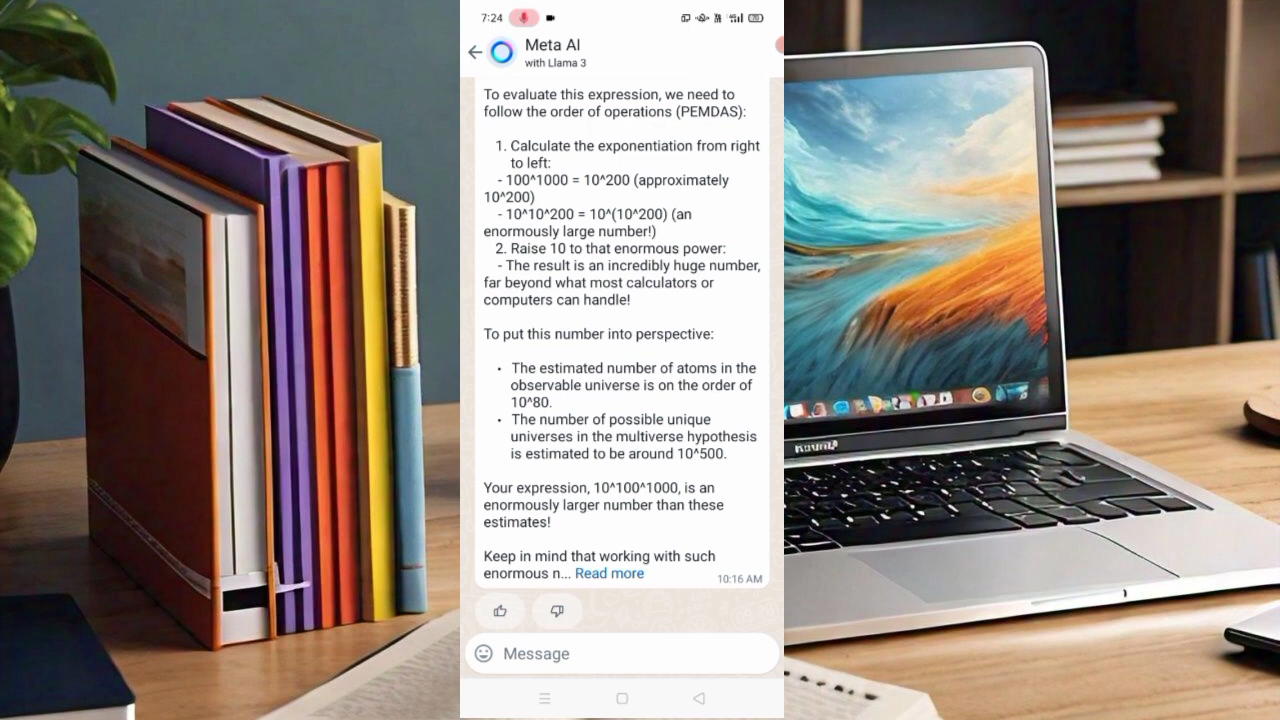 7:24
70
Meta AI
with Llama 3
To evaluate this expression, we need to
follow the order of operations (PEMDAS):
1. Calculate the exponentiation from right
to left:
- 100^1000 = 10^200 (approximately
10^200)
- 10^10^200 = 10^(10^200) (an
enormously large number!)
2. Raise 10 to that enormous power:
- The result is an incredibly huge number,
far beyond what most calculators or
computers can handle!
To put this number into perspective:
• The estimated number of atoms in the
observable universe is on the order of
10^80.
• The number of possible unique
universes in the multiverse hypothesis
is estimated to be around 10^500.
Your expression, 10^100^1000, is an
enormously larger number than these
estimates!
Keep in mind that working with such
enormous n... Read more
10:16 AM
Message